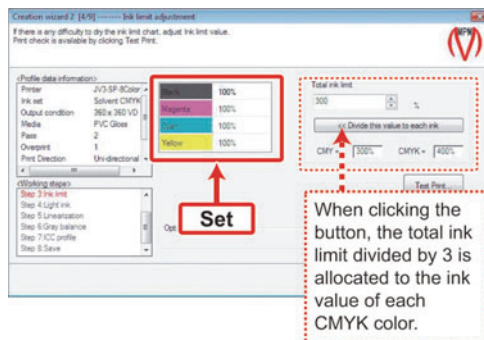 Creation wizard 2 [4/9] ------- Ink limit adjustment
If there is any difficulty to dry the ink limit chart, adjust Ink limit value.
Print check is available by clicking Test Print.
<Profile data information>
Printer JV3-SP-8Color
Ink set Solvent CMYK
Output condition 360 x 360 VD
Media PVC Gloss
Pass 2
Overprint 1
Print Direction Uni-directional
<Working steps>
Step 3:Ink limit
Step 4:Light ink
Step 5:Linearization
Step 6:Gray balance
Step 7:ICC profile
Step 8:Save
Black 100%
Magenta 100%
Cyan 100%
Yellow 100%
Set
Opt
Total ink limit
300 %
<< Divide this value to each ink
CMY = 300% CMYK = 400%
Test Print...
When clicking the
button, the total ink
limit divided by 3 is
allocated to the ink
value of each
CMYK color.